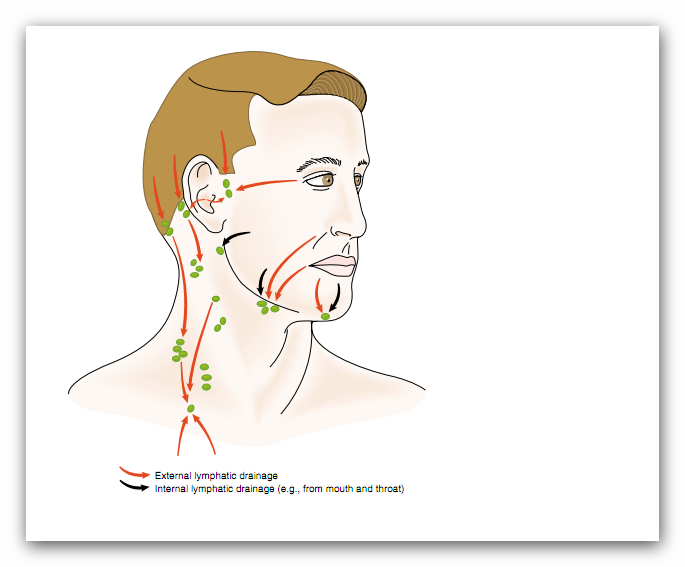 External lymphatic drainage
Internal lymphatic drainage (e.g., from mouth and throat)